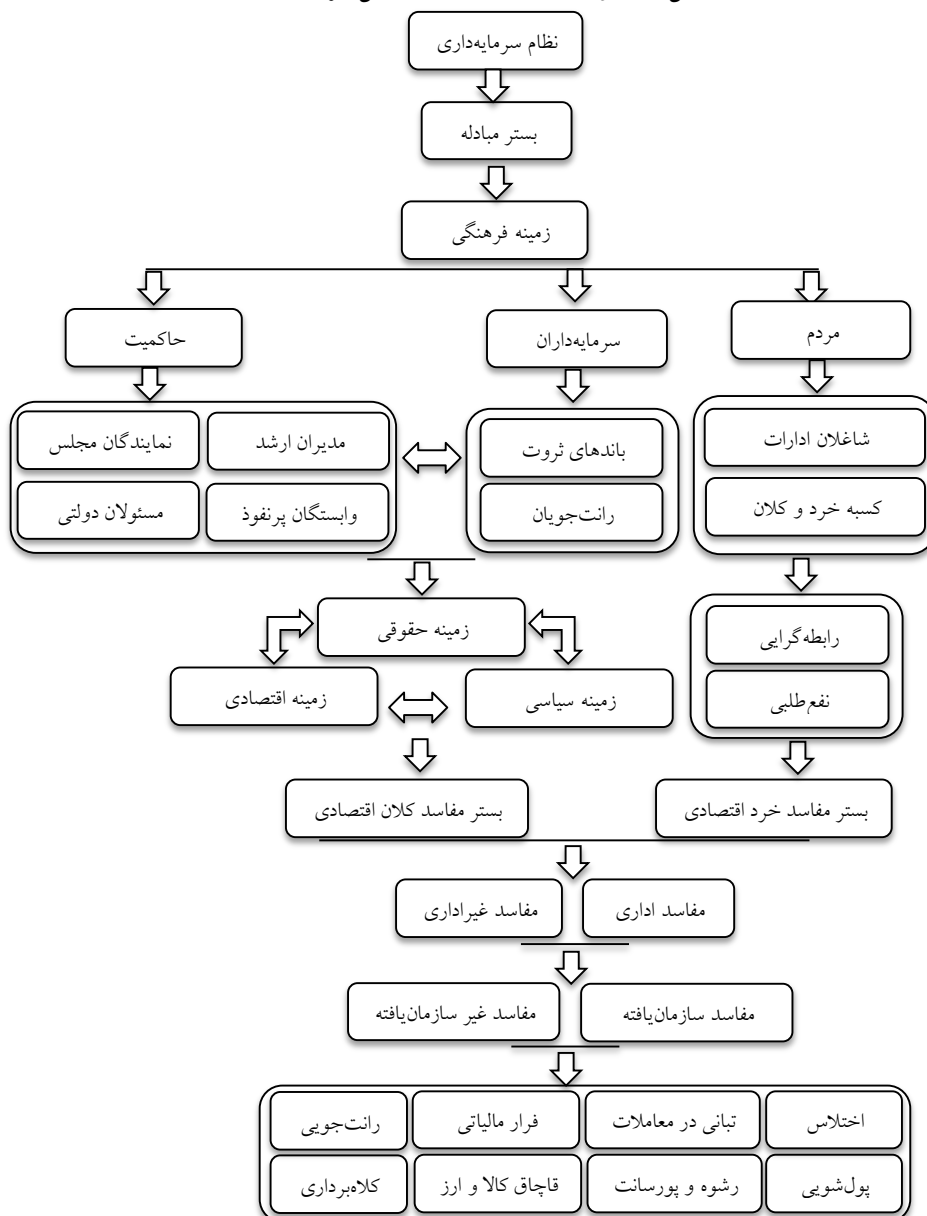 نظام سرمایه‌داری
بستر مبادله
زمینه فرهنگی
مردم
سرمایه‌داران
حاکمیت
شاغلان ادارات
کسبه خرد و کلان
باندهای ثروت
رانت‌جویان
مدیران ارشد
نمایندگان مجلس
وابستگان پرنفوذ
مسئولان دولتی
رابطه‌گرایی
نفع‌طلبی
زمینه حقوقی
زمینه سیاسی
زمینه اقتصادی
بستر مفاسد خرد اقتصادی
بستر مفاسد کلان اقتصادی
مفاسد اداری
مفاسد غیراداری
مفاسد سازمان‌یافته
مفاسد غیر سازمان‌یافته
اختلاس
تبانی در معاملات
فرار مالیاتی
رانت‌جویی
پول‌شویی
رشوه و پورسانت
قاچاق کالا و ارز
کلاه‌برداری